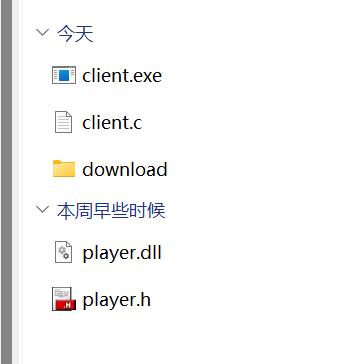 今天
client.exe
client.c
download
本周早些时候
player.dll
player.h